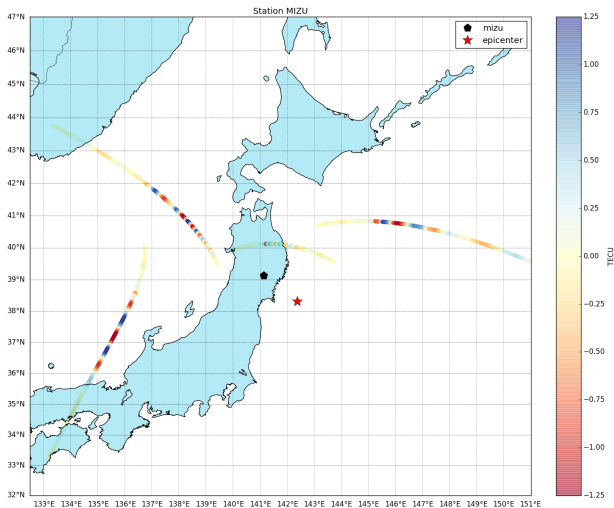 Station MIZU
47°N
46°N
45°N
44°N
43°N
42°N
41°N
40°N
39°N
38°N
37°N
36°N
35°N
34°N
33°N
32°N
133°E 134°E 135°E 136°E 137°E 138°E 139°E 140°E 141°E 142°E 143°E 144°E 145°E 146°E 147°E 148°E 149°E 150°E 151°E
mizu
epicenter
1.25
1.00
0.75
0.50
0.25
0.00
−0.25
−0.50
−0.75
−1.00
−1.25
TECU